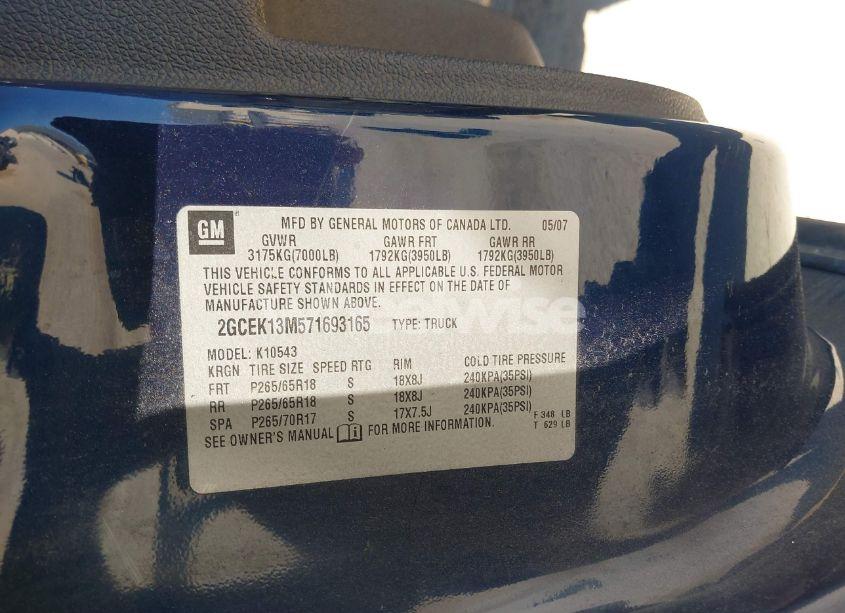 GM MFD BY GENERAL MOTORS OF CANADA LTD. 05/07
GVWR GAWR FRT GAWR RR
3175KG(7000LB) 1792KG(3950LB) 1792KG(3950LB)
THIS VEHICLE CONFORMS TO ALL APPLICABLE U.S. FEDERAL MOTOR
VEHICLE SAFETY STANDARDS IN EFFECT ON THE DATE OF
MANUFACTURE SHOWN ABOVE.
2GCEK13M571693165 TYPE: TRUCK
MODEL: K10543
KRGN TIRE SIZE SPEED RTG RIM COLD TIRE PRESSURE
FRT P265/65R18 S 18X8J 240KPA(35PSI)
RR P265/65R18 S 18X8J 240KPA(35PSI)
SPA P265/70R17 S 17X7.5J 240KPA(35PSI) F 348 LB
SEE OWNER'S MANUAL FOR MORE INFORMATION. T 629 LB